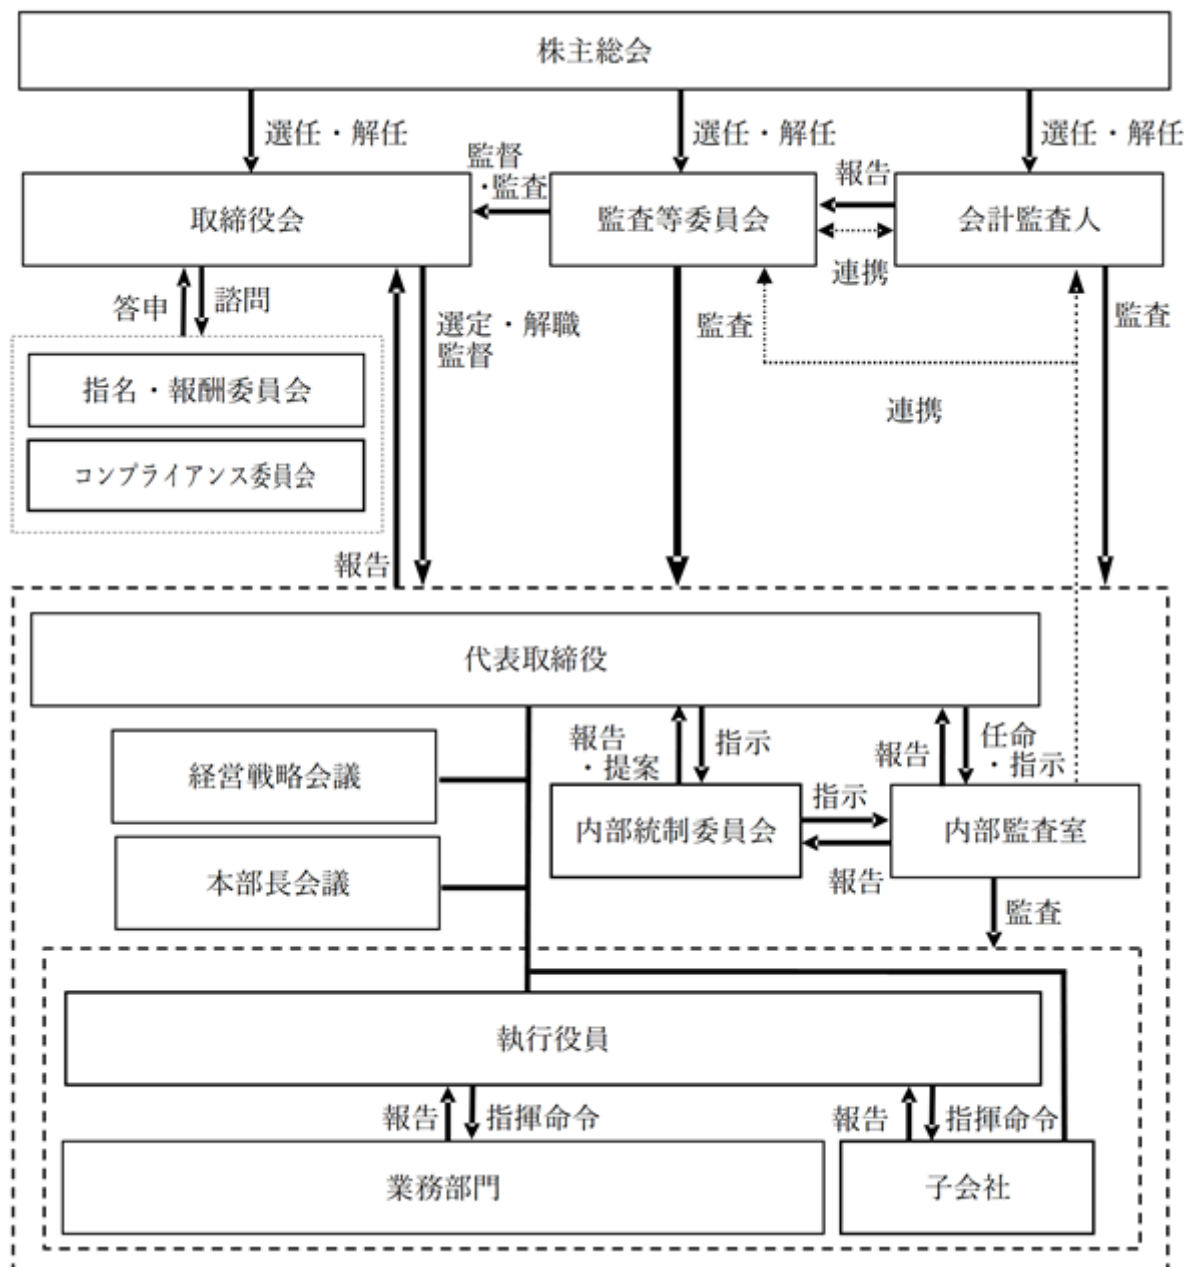 株主総会
選任・解任
選任・解任
選任・解任
監督
・監査
報告
取締役会
監査等委員会
会計監査人
連携
答申
諮問
選定・解職
監督
監査
監査
指名・報酬委員会
連携
コンプライアンス委員会
報告
代表取締役
報告
・提案
指示
報告
任命
・指示
経営戦略会議
指示
内部統制委員会
内部監査室
報告
本部長会議
監査
執行役員
報告
指揮命令
報告
指揮命令
業務部門
子会社